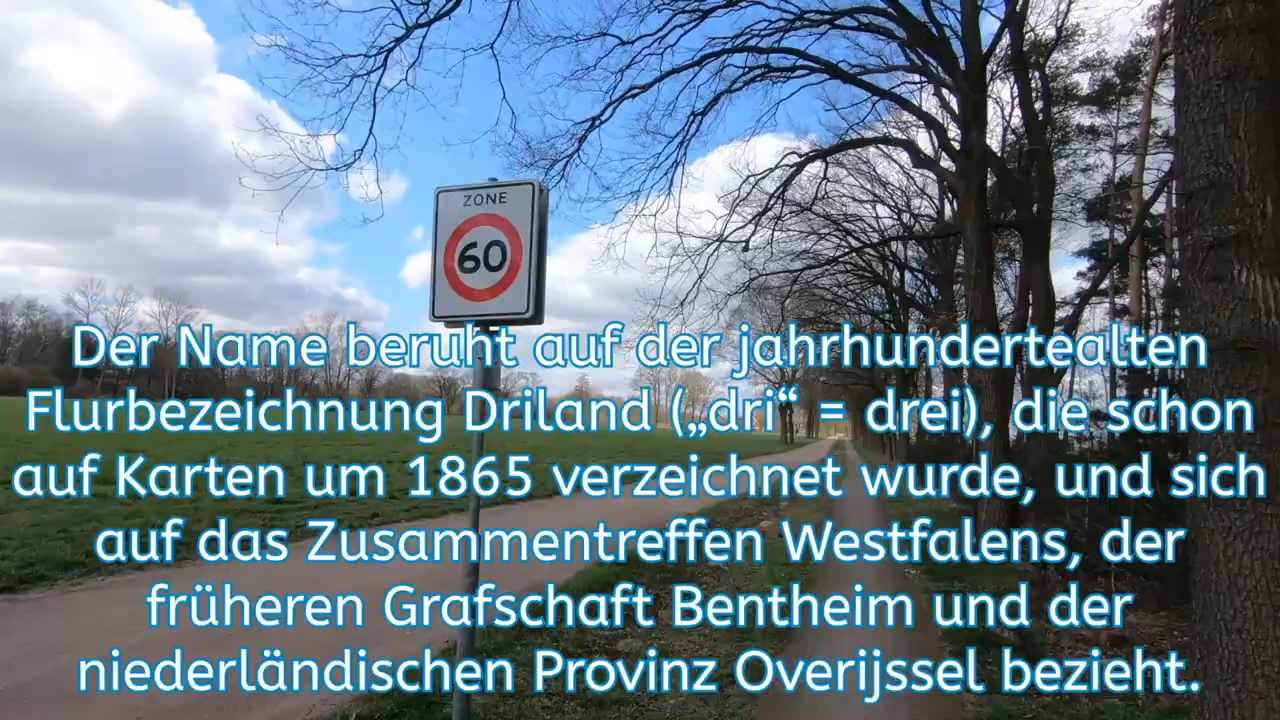 ZONE
60
Der Name beruht auf der jahrhundertealten
Flurbezeichnung Driland („dri“ = drei), die schon
auf Karten um 1865 verzeichnet wurde, und sich
auf das Zusammentreffen Westfalens, der
früheren Grafschaft Bentheim und der
niederländischen Provinz Overijssel bezieht.